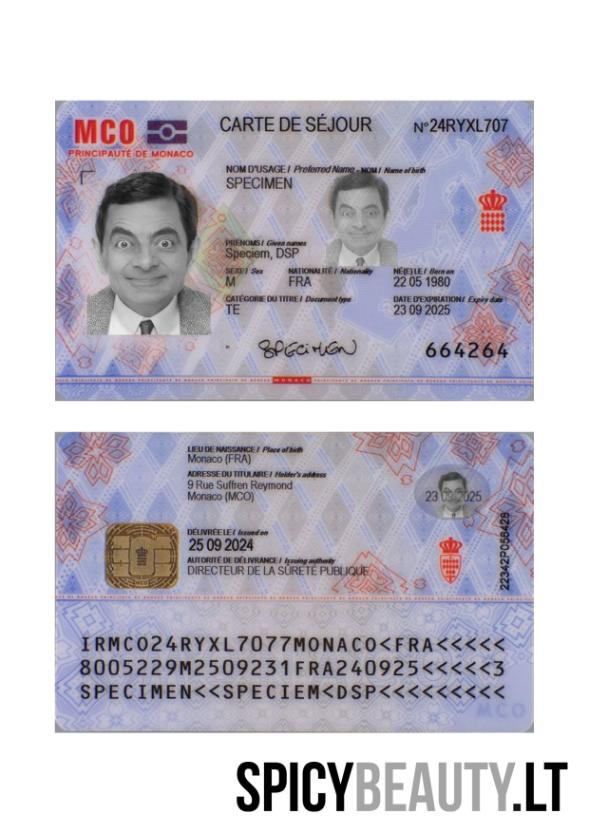 MCO
PRINCIPAUTÉ DE MONACO
CARTE DE SÉJOUR
N° 24RYXL707
NOM D'USAGE / Preferred Name - NOM / Name of birth
SPECIMEN
PRÉNOMS / Given names
Speciem, DSP
SEXE / Sex NATIONALITÉ / Nationality NÉ(E) LE / Born on
M FRA 22 05 1980
CATÉGORIE DU TITRE / Document type DATE D'EXPIRATION / Expiry date
TE 23 09 2025
SPECIMEN 664264
MONACO
LIEU DE NAISSANCE / Place of birth
Monaco (FRA)
ADRESSE DU TITULAIRE / Holder's address
9 Rue Suffren Reymond
Monaco (MCO)
23 09 2025
DÉLIVRÉE LE / Issued on
25 09 2024
AUTORITÉ DE DÉLIVRANCE / Issuing authority
DIRECTEUR DE LA SÛRETÉ PUBLIQUE
22342P056428
IRMCO24RYXL7077MONACO<FRA<<<<<
8005229M2509231FRA240925<<<<<3
SPECIMEN<<SPECIEM<DSP<<<<<<<<<
MCO
SPICYBEAUTY.LT